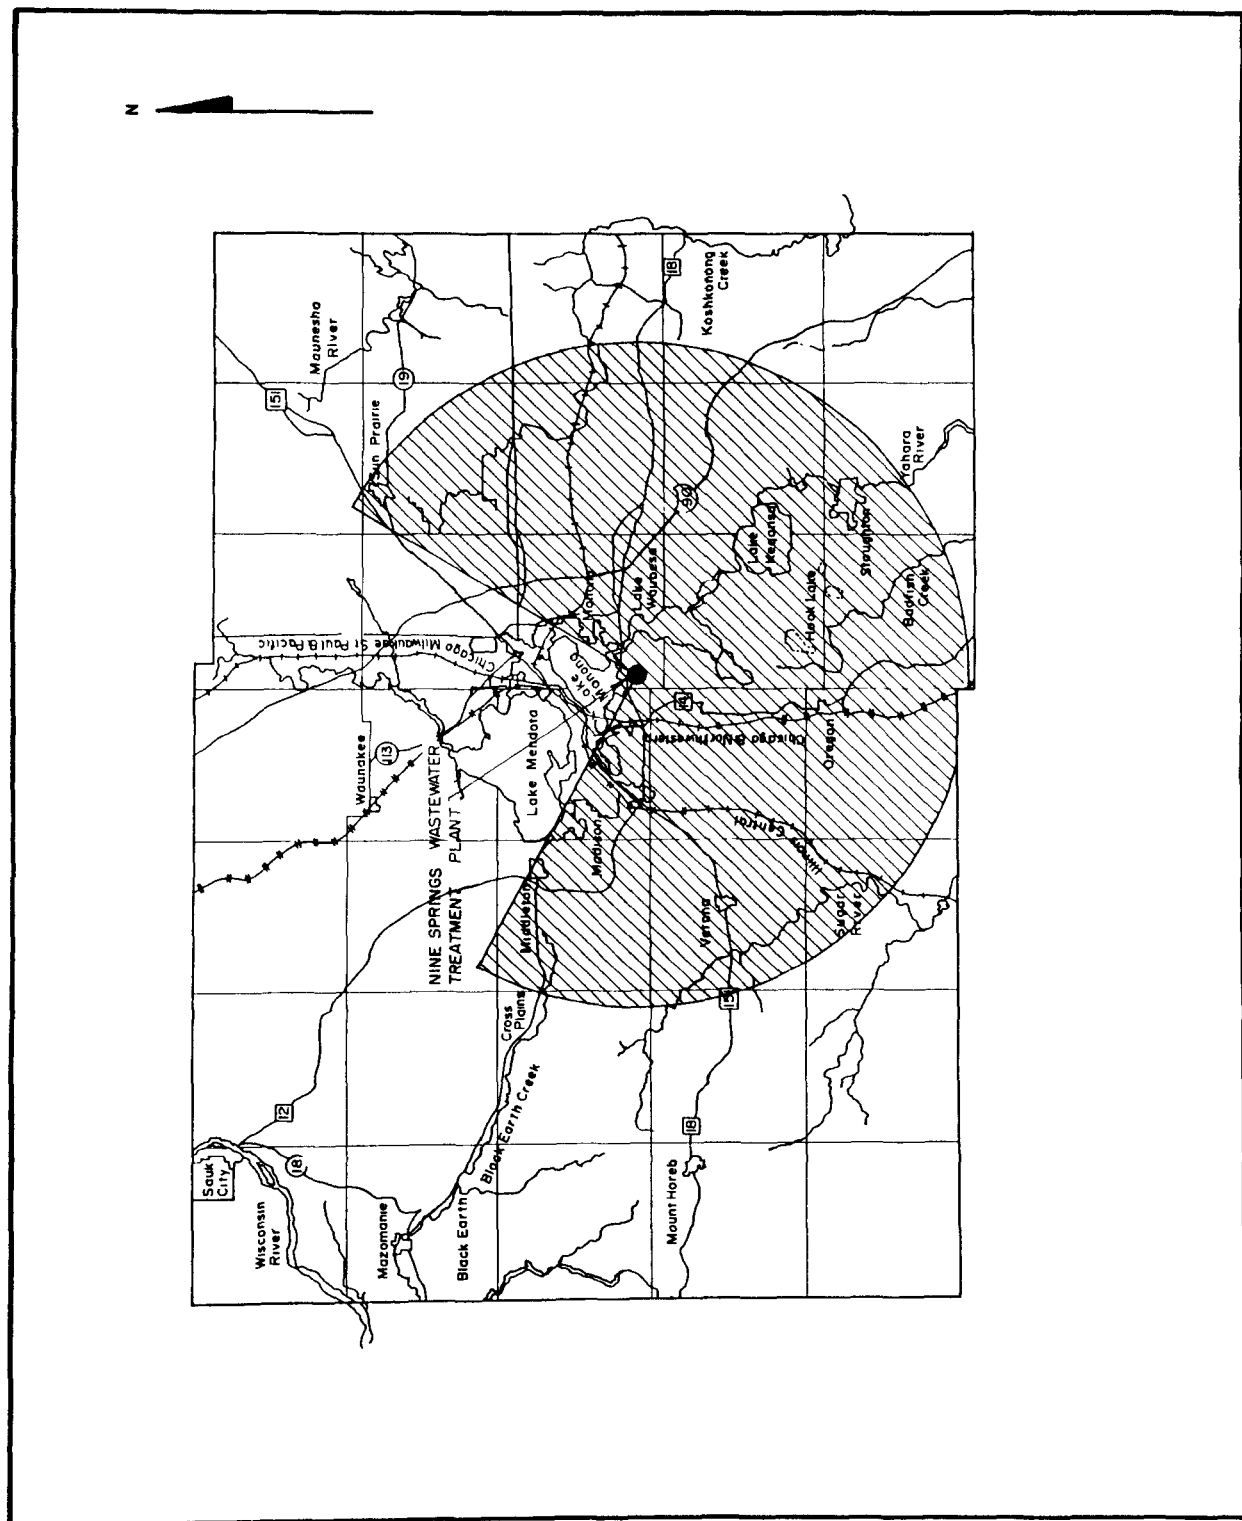 N
Sauk
City
Wisconsin
River
12
18
Mazomanie
Black Earth
Black Earth Creek
Cross
Plains
Mount Horeb
18
151
Waunakee
113
NINE SPRINGS WASTEWATER
TREATMENT PLANT
Middleton
Madison
Lake Mendota
Lake
Monona
Monona
Lake
Waubesa
Chicago Milwaukee St Paul & Pacific
Verona
Sugar
River
Illinois Central
Chicago & Northwestern
14
Oregon
151
Maunesha
River
19
Sun Prairie
18
Koshkonong
Creek
90
Lake
Kegonsa
Hook Lake
Stoughton
Badfish
Creek
Yahara
River